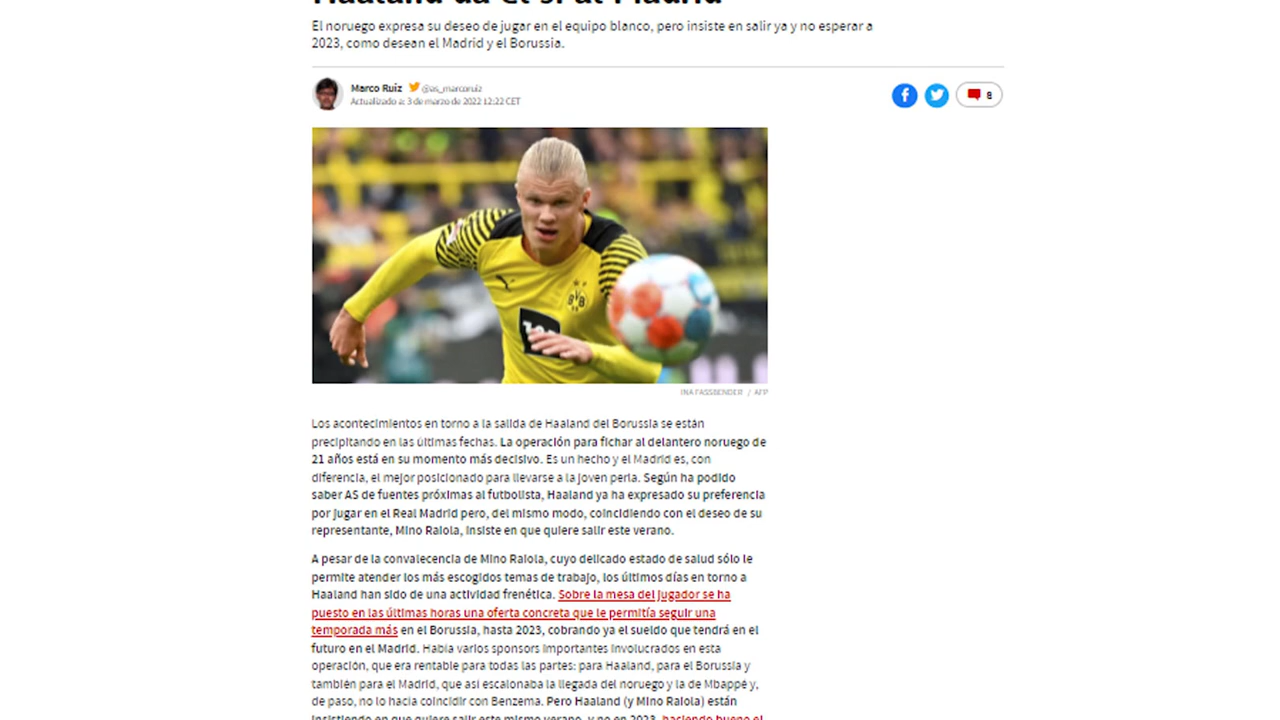 Haaland da el sí al Madrid
El noruego expresa su deseo de jugar en el equipo blanco, pero insiste en salir ya y no esperar a
2023, como desean el Madrid y el Borussia.
Marco Ruiz @as_marcoruiz
Actualizado a: 3 de marzo de 2022 12:22 CET
8
BVB
INA FASSBENDER / AFP
Los acontecimientos en torno a la salida de Haaland del Borussia se están
precipitando en las últimas fechas. La operación para fichar al delantero noruego de
21 años está en su momento más decisivo. Es un hecho y el Madrid es, con
diferencia, el mejor posicionado para llevarse a la joven perla. Según ha podido
saber AS de fuentes próximas al futbolista, Haaland ya ha expresado su preferencia
por jugar en el Real Madrid pero, del mismo modo, coincidiendo con el deseo de su
representante, Mino Raiola, insiste en que quiere salir este verano.
A pesar de la convalecencia de Mino Raiola, cuyo delicado estado de salud sólo le
permite atender los más escogidos temas de trabajo, los últimos días en torno a
Haaland han sido de una actividad frenética. Sobre la mesa del jugador se ha
puesto en las últimas horas una oferta concreta que le permitía seguir una
temporada más en el Borussia, hasta 2023, cobrando ya el sueldo que tendrá en el
futuro en el Madrid. Había varios sponsors importantes involucrados en esta
operación, que era rentable para todas las partes: para Haaland, para el Borussia y
también para el Madrid, que así escalonaba la llegada del noruego y la de Mbappé y,
de paso, no lo hacía coincidir con Benzema. Pero Haaland (y Mino Raiola) están
insistiendo en que quiere salir este mismo verano, y no en 2023, haciendo bueno el